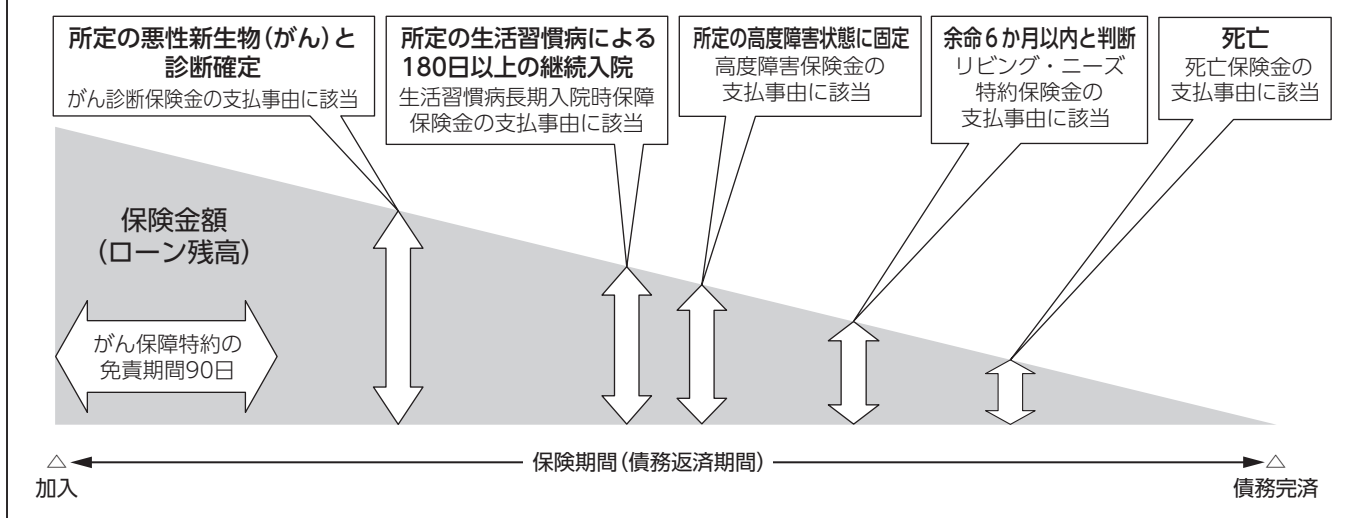 所定の悪性新生物(がん)と
診断確定
がん診断保険金の支払事由に該当
所定の生活習慣病による
180日以上の継続入院
生活習慣病長期入院時保障
保険金の支払事由に該当
所定の高度障害状態に固定
高度障害保険金の
支払事由に該当
余命6か月以内と判断
リビング・ニーズ
特約保険金の
支払事由に該当
死亡
死亡保険金の
支払事由に該当
保険金額
(ローン残高)
がん保障特約の
免責期間90日
保険期間(債務返済期間)
加入
債務完済